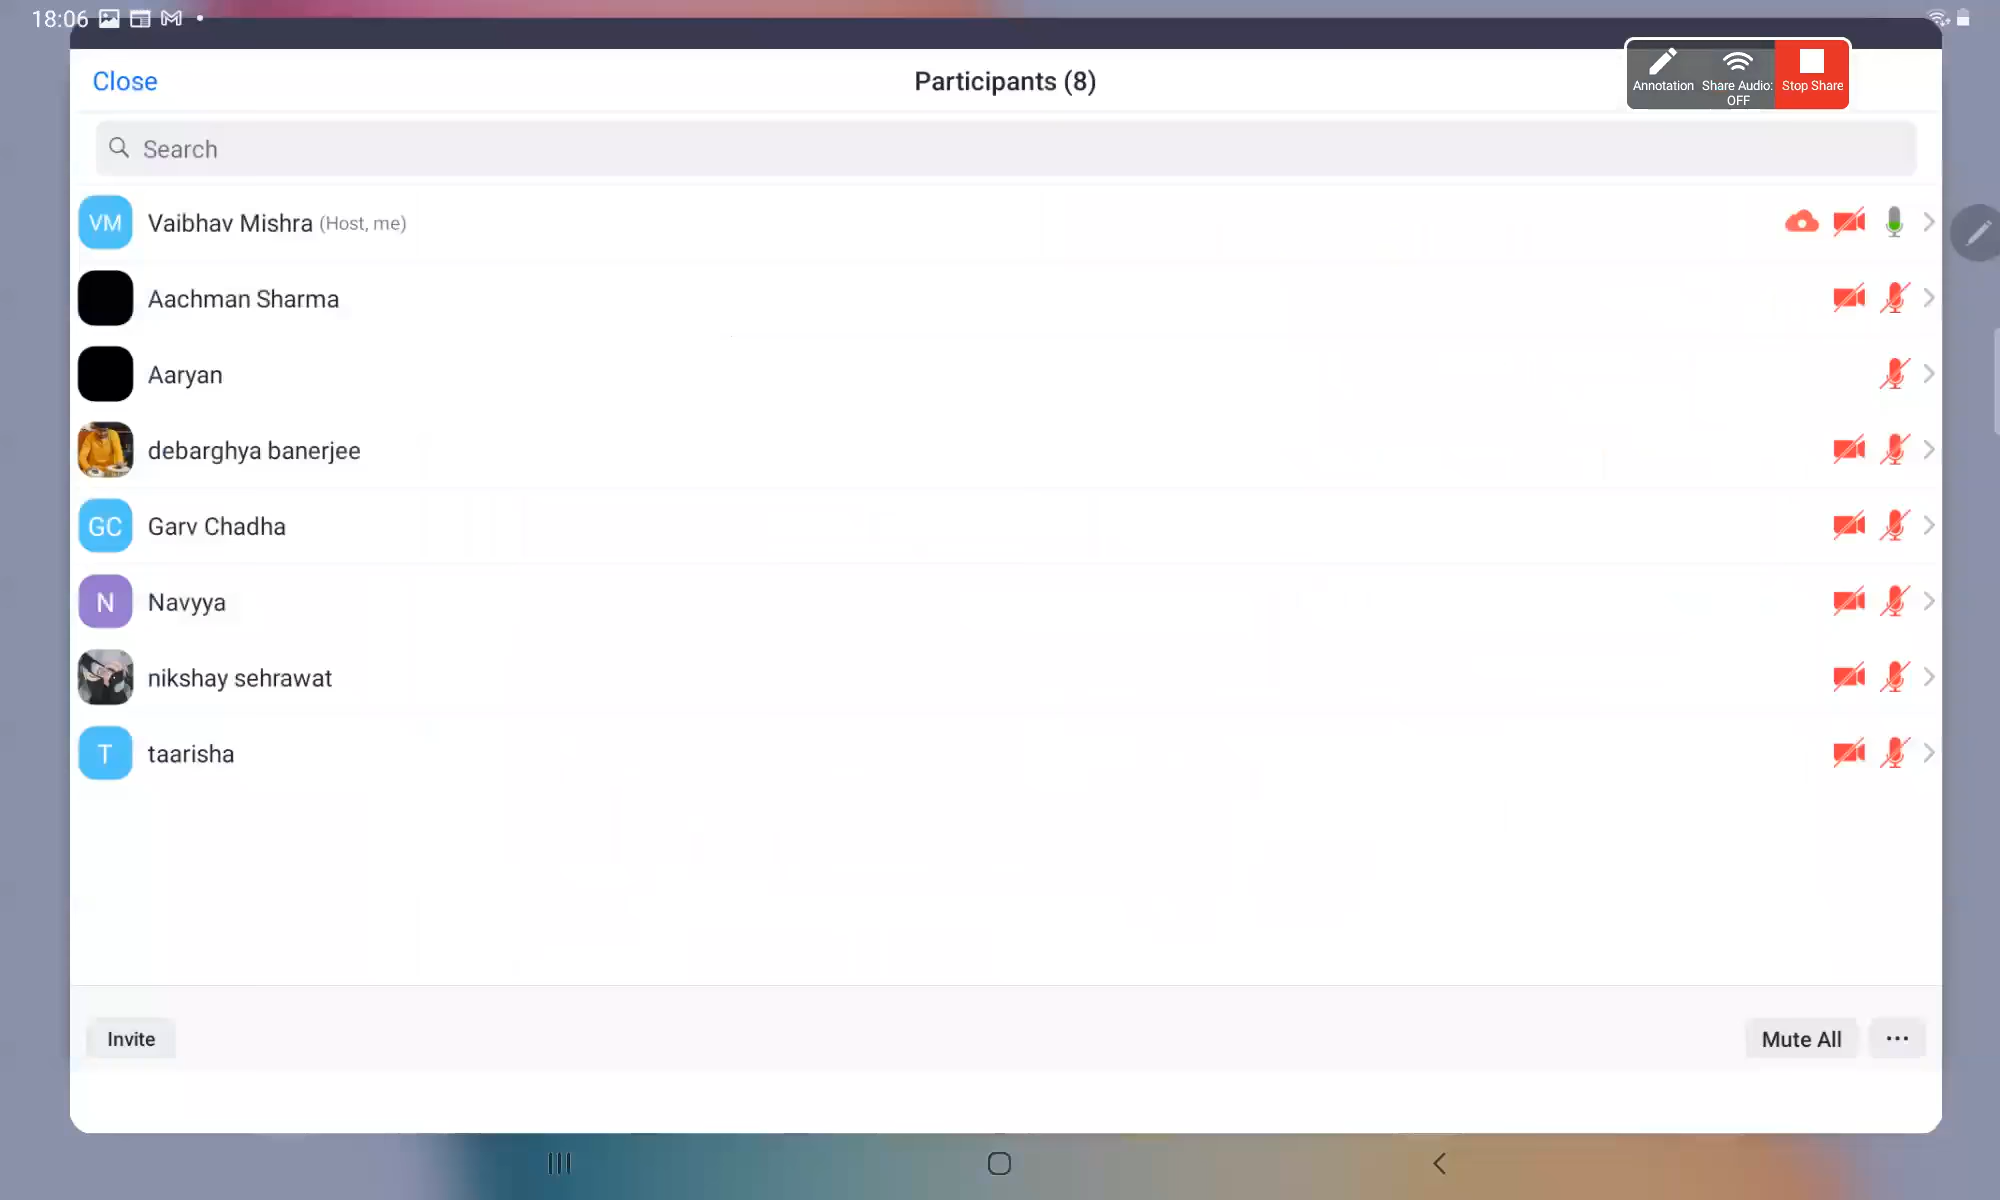 18:06
Close
Participants (8)
Annotation
Share Audio: OFF
Stop Share
Search
VM
Vaibhav Mishra (Host, me)
Aachman Sharma
Aaryan
debarghya banerjee
GC
Garv Chadha
N
Navyya
nikshay sehrawat
T
taarisha
Invite
Mute All